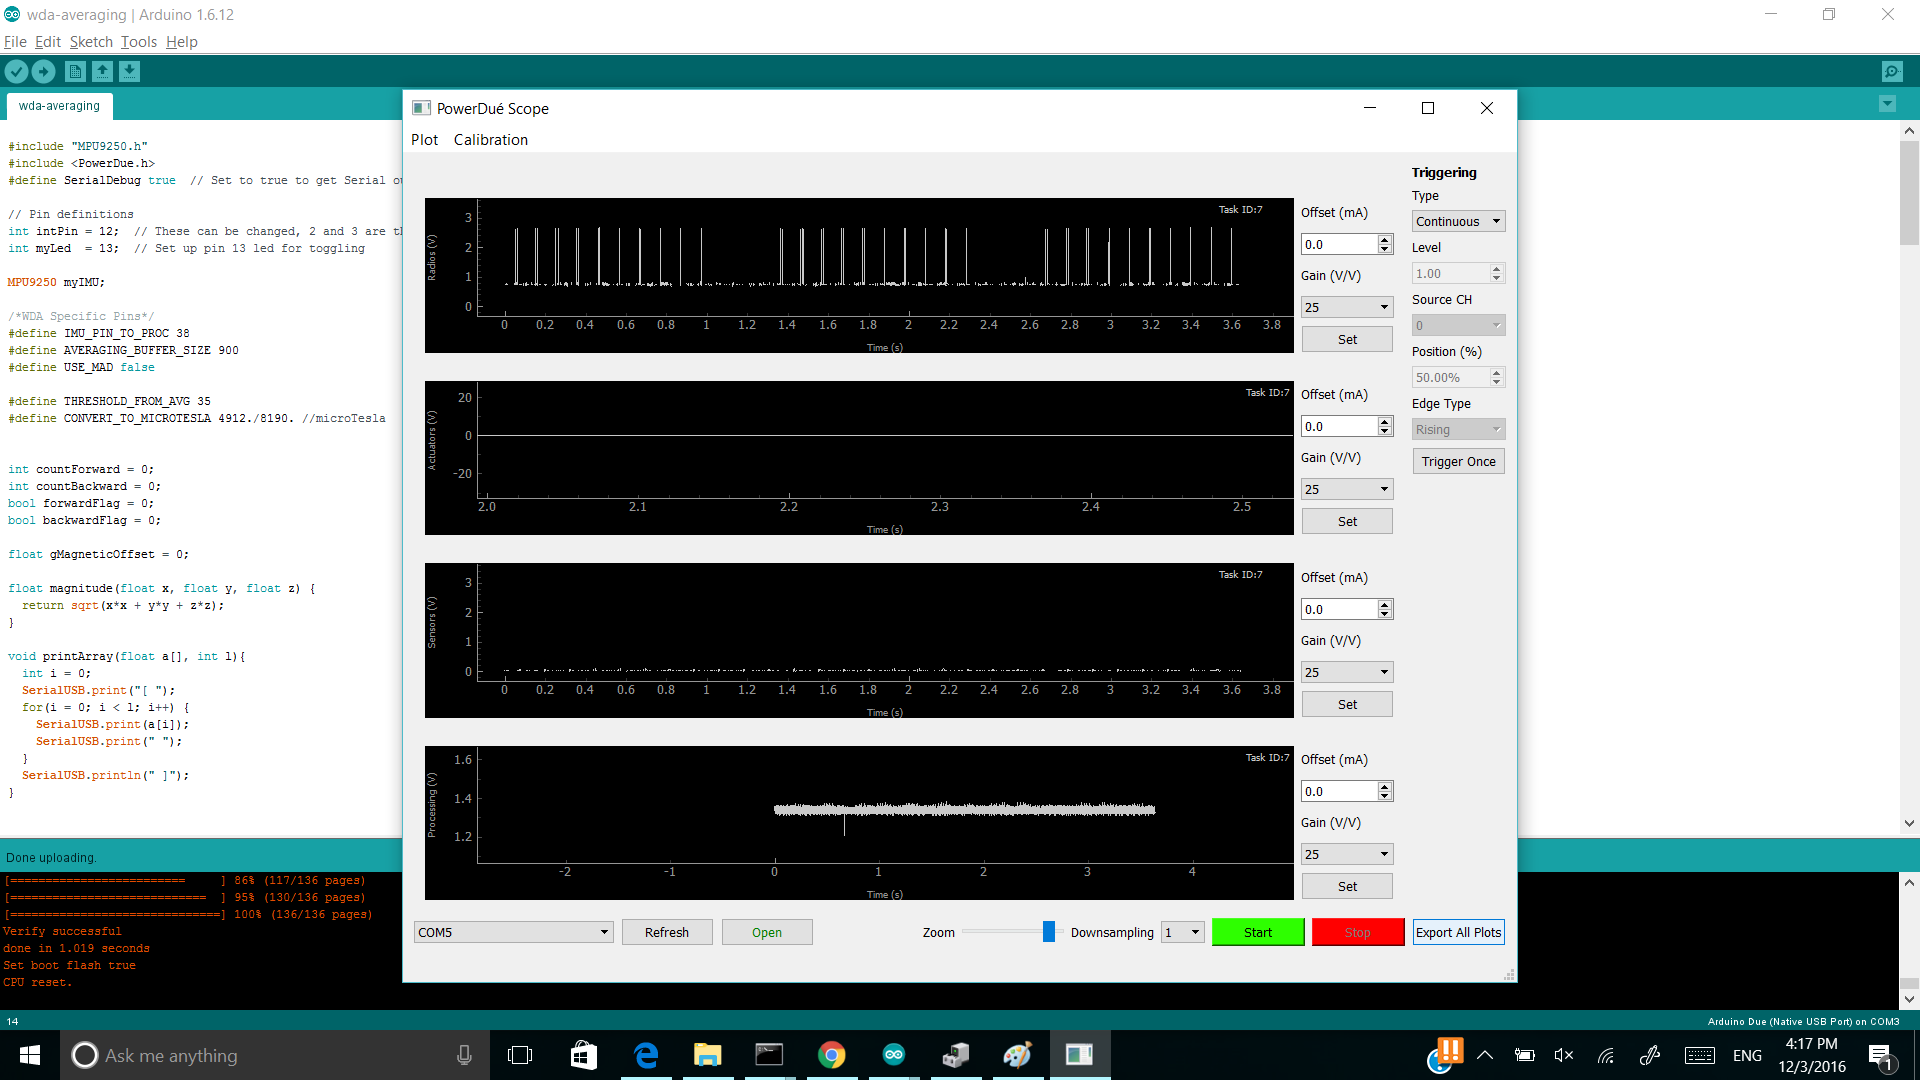 wda-averaging | Arduino 1.6.12
File Edit Sketch Tools Help
wda-averaging
#include "MPU9250.h"
#include <PowerDue.h>
#define SerialDebug true  // Set to true to get Serial ou
// Pin definitions
int intPin = 12;  // These can be changed, 2 and 3 are th
int myLed  = 13;  // Set up pin 13 led for toggling
MPU9250 myIMU;
/*WDA Specific Pins*/
#define IMU_PIN_TO_PROC 38
#define AVERAGING_BUFFER_SIZE 900
#define USE_MAD false
#define THRESHOLD_FROM_AVG 35
#define CONVERT_TO_MICROTESLA 4912./8190. //microTesla
int countForward = 0;
int countBackward = 0;
bool forwardFlag = 0;
bool backwardFlag = 0;
float gMagneticOffset = 0;
float magnitude(float x, float y, float z) {
  return sqrt(x*x + y*y + z*z);
}
void printArray(float a[], int l){
  int i = 0;
  SerialUSB.print("[ ");
  for(i = 0; i < l; i++) {
    SerialUSB.print(a[i]);
    SerialUSB.print(" ");
  }
  SerialUSB.println(" ]");
}
Done uploading.
[=========================     ] 86% (117/136 pages)
[============================  ] 95% (130/136 pages)
[==============================] 100% (136/136 pages)
Verify successful
done in 1.019 seconds
Set boot flash true
CPU reset.
14
Arduino Due (Native USB Port) on COM3
PowerDué Scope
Plot Calibration
Task ID:7
Radios (V)
3
2
1
0
0 0.2 0.4 0.6 0.8 1 1.2 1.4 1.6 1.8 2 2.2 2.4 2.6 2.8 3 3.2 3.4 3.6 3.8
Time (s)
Offset (mA)
0.0
Gain (V/V)
25
Set
Task ID:7
Actuators (V)
20
0
-20
2.0 2.1 2.2 2.3 2.4 2.5
Time (s)
Offset (mA)
0.0
Gain (V/V)
25
Set
Task ID:7
Sensors (V)
3
2
1
0
0 0.2 0.4 0.6 0.8 1 1.2 1.4 1.6 1.8 2 2.2 2.4 2.6 2.8 3 3.2 3.4 3.6 3.8
Time (s)
Offset (mA)
0.0
Gain (V/V)
25
Set
Task ID:7
Processing (V)
1.6
1.4
1.2
-2 -1 0 1 2 3 4
Time (s)
Offset (mA)
0.0
Gain (V/V)
25
Set
Triggering
Type
Continuous
Level
1.00
Source CH
0
Position (%)
50.00%
Edge Type
Rising
Trigger Once
COM5 Refresh Open Zoom Downsampling 1 Start Stop Export All Plots
Ask me anything
ENG
4:17 PM
12/3/2016
1